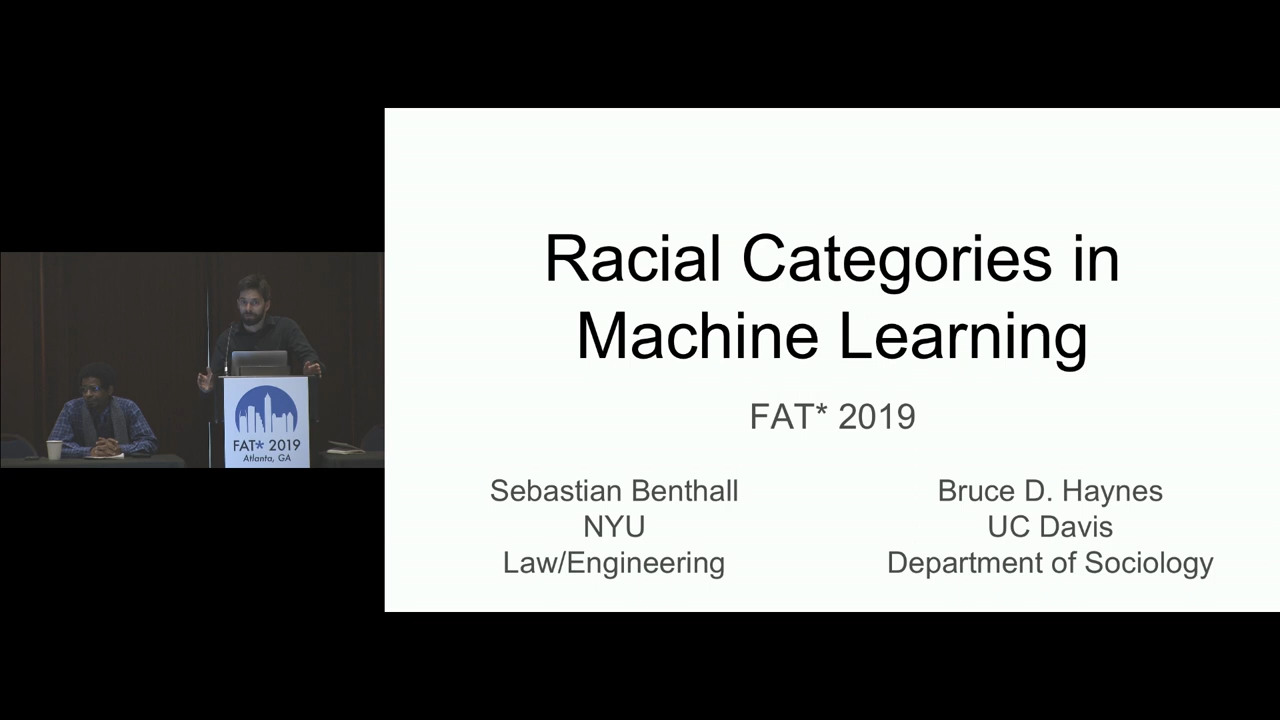 Racial Categories in
Machine Learning
FAT* 2019
Sebastian Benthall
NYU
Law/Engineering
Bruce D. Haynes
UC Davis
Department of Sociology
FAT* 2019
Atlanta, GA